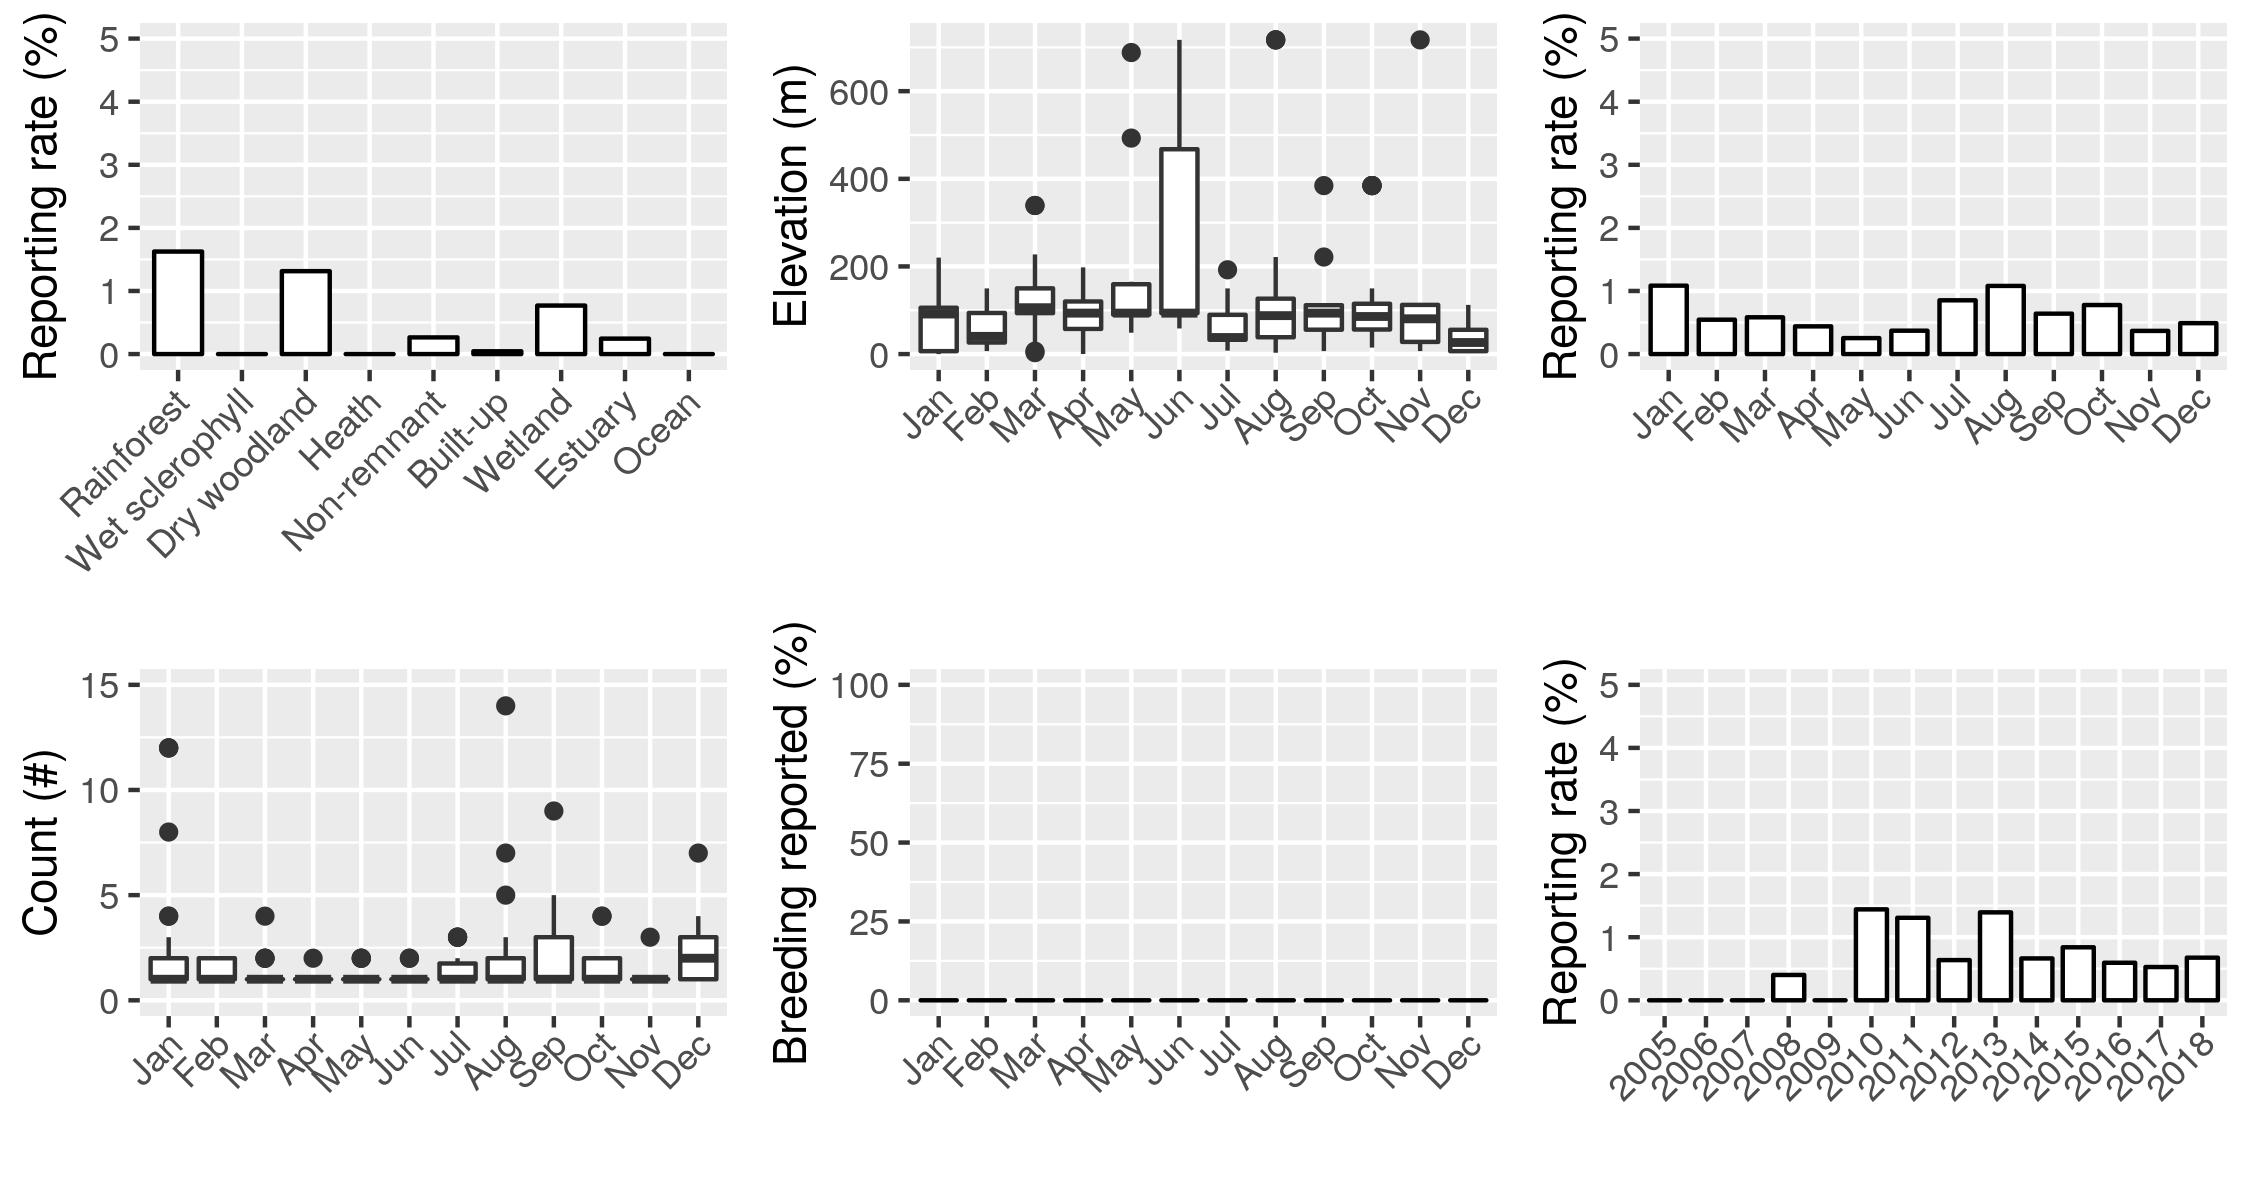 Reporting rate (%)
5
4
3
2
1
0
Rainforest
Wet sclerophyll
Dry woodland
Heath
Non-remnant
Built-up
Wetland
Estuary
Ocean
Elevation (m)
600
400
200
0
Jan Feb Mar Apr May Jun Jul Aug Sep Oct Nov Dec
Reporting rate (%)
5
4
3
2
1
0
Jan Feb Mar Apr May Jun Jul Aug Sep Oct Nov Dec
Count (#)
15
10
5
0
Jan Feb Mar Apr May Jun Jul Aug Sep Oct Nov Dec
Breeding reported (%)
100
75
50
25
0
Jan Feb Mar Apr May Jun Jul Aug Sep Oct Nov Dec
Reporting rate (%)
5
4
3
2
1
0
2005 2006 2007 2008 2009 2010 2011 2012 2013 2014 2015 2016 2017 2018